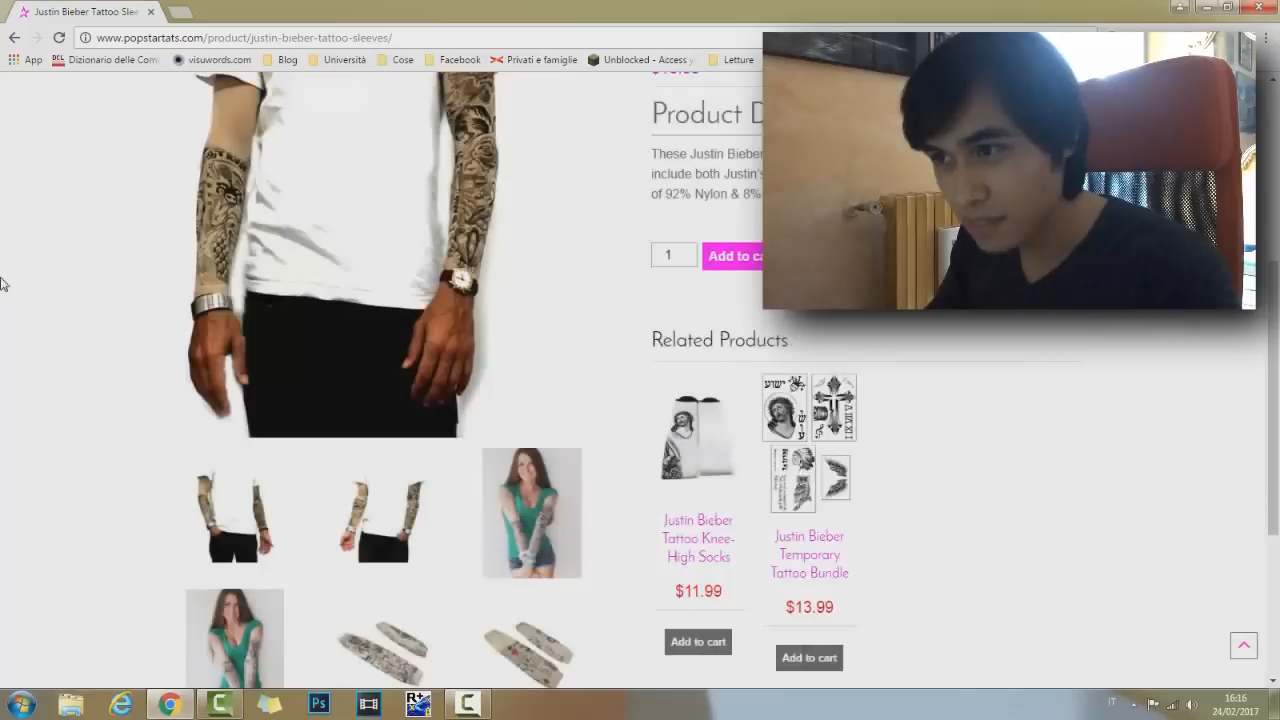 Justin Bieber Tattoo Slee
www.popstartats.com/product/justin-bieber-tattoo-sleeves/
App
DCL Dizionario delle Com
visuwords.com
Blog
Università
Cose
Facebook
Privati e famiglie
Unblocked - Access y
Letture
Product D
These Justin Bieber
include both Justin's
of 92% Nylon & 8%
1
Add to ca
Related Products
ישוע
Justin Bieber
Tattoo Knee-
High Socks
$11.99
Add to cart
Justin Bieber
Temporary
Tattoo Bundle
$13.99
Add to cart
Ps
R+
IT
16:16
24/02/2017